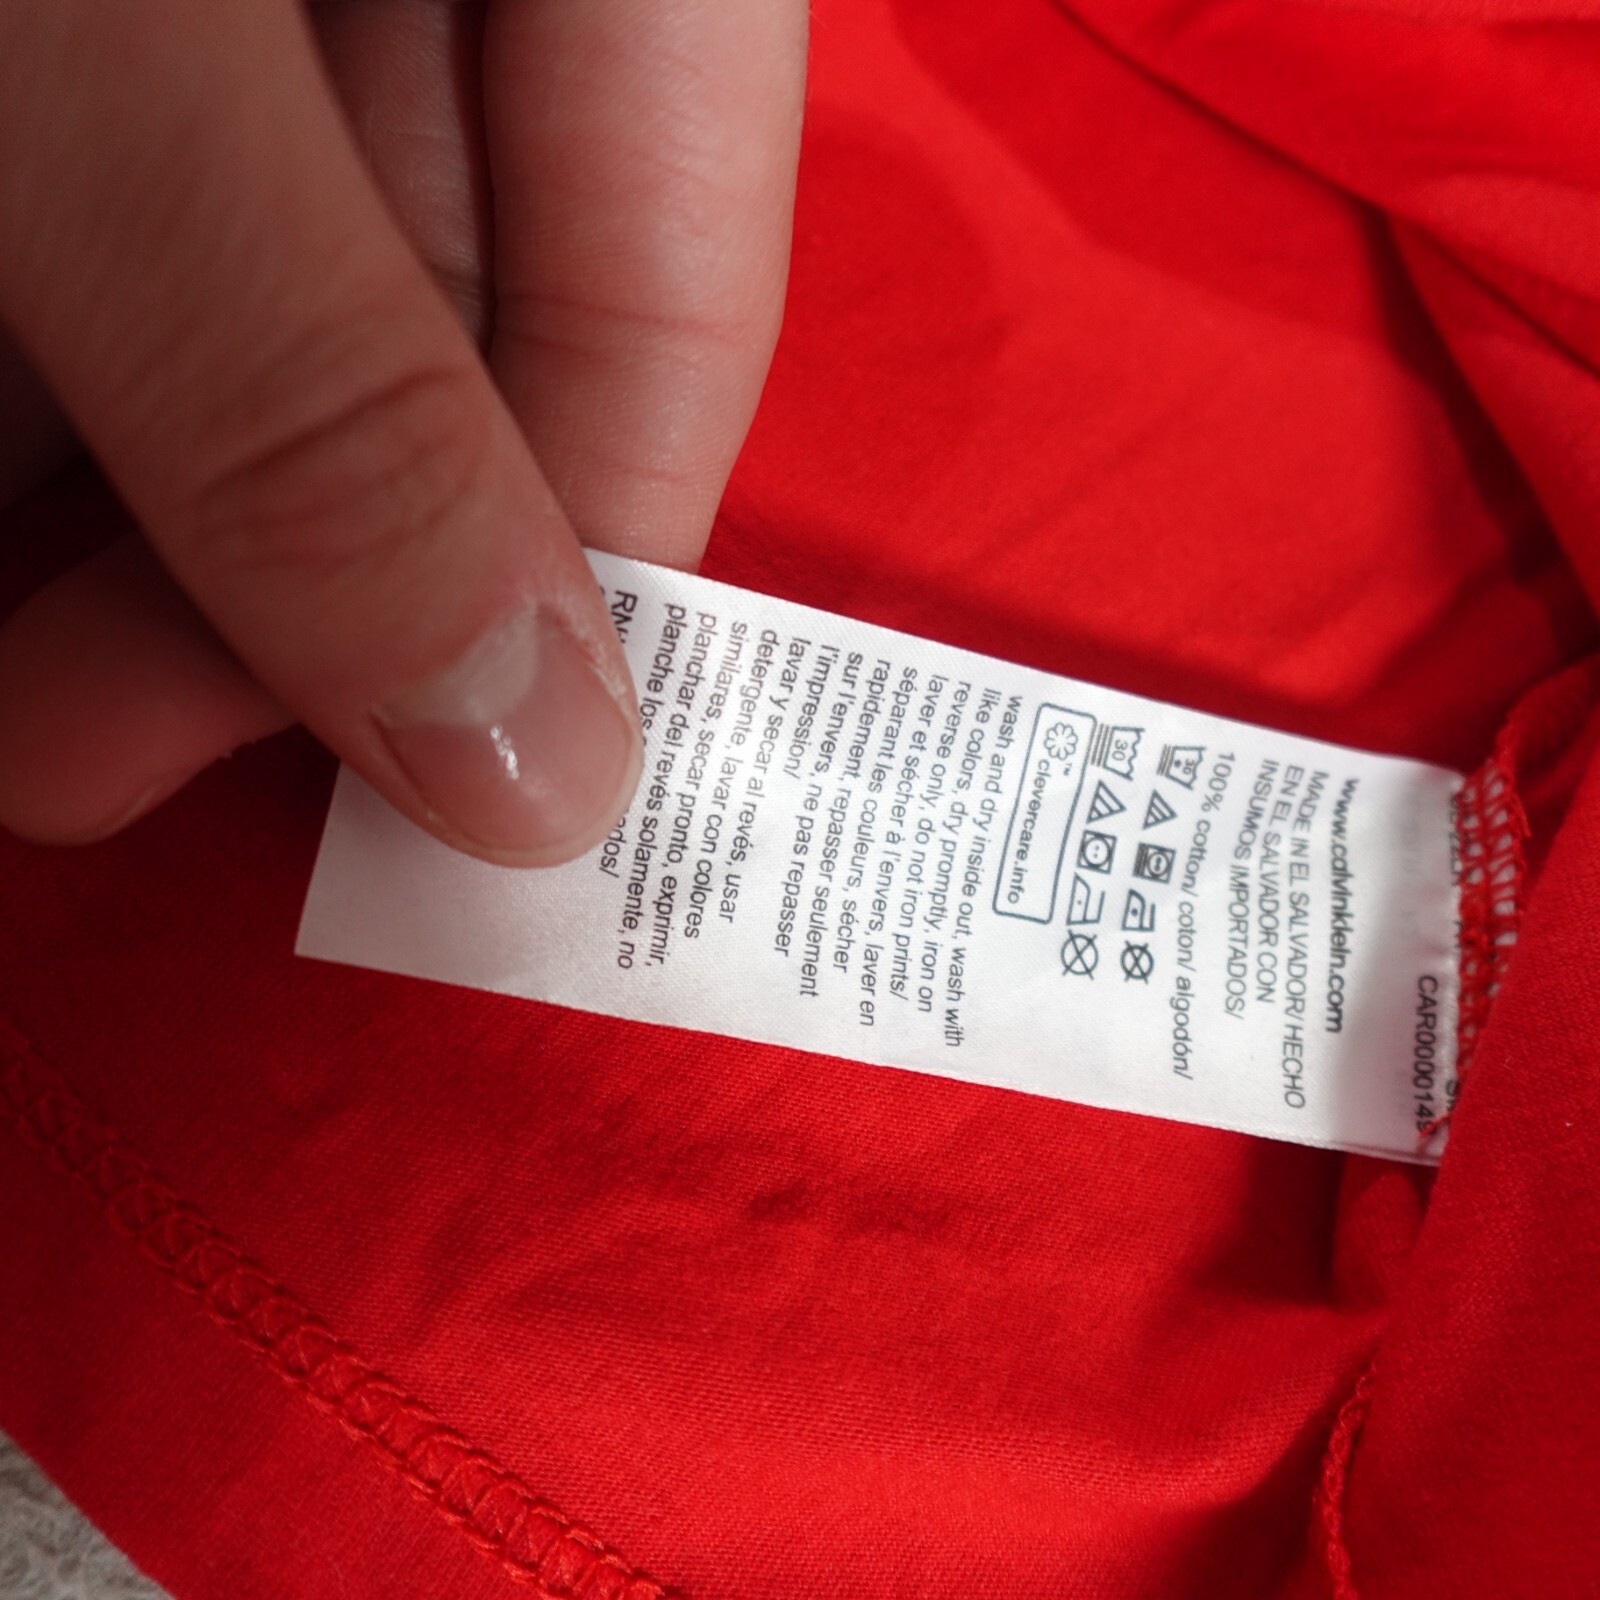 CAR0000149
www.calvinklein.com
MADE IN EL SALVADOR/ HECHO
EN EL SALVADOR CON
INSUMOS IMPORTADOS/
100% cotton/ coton/ algodón/
30
30
clevercare.info
wash and dry inside out, wash with
like colors, dry promptly, iron on
reverse only, do not iron prints/
laver et sécher à l'envers, laver en
séparant les couleurs, sécher
rapidement, repasser seulement
sur l'envers, ne pas repasser
l'impression/
lavar y secar al revés, usar
detergente, lavar con colores
similares, secar pronto, exprimir,
planchar del revés solamente, no
planche los